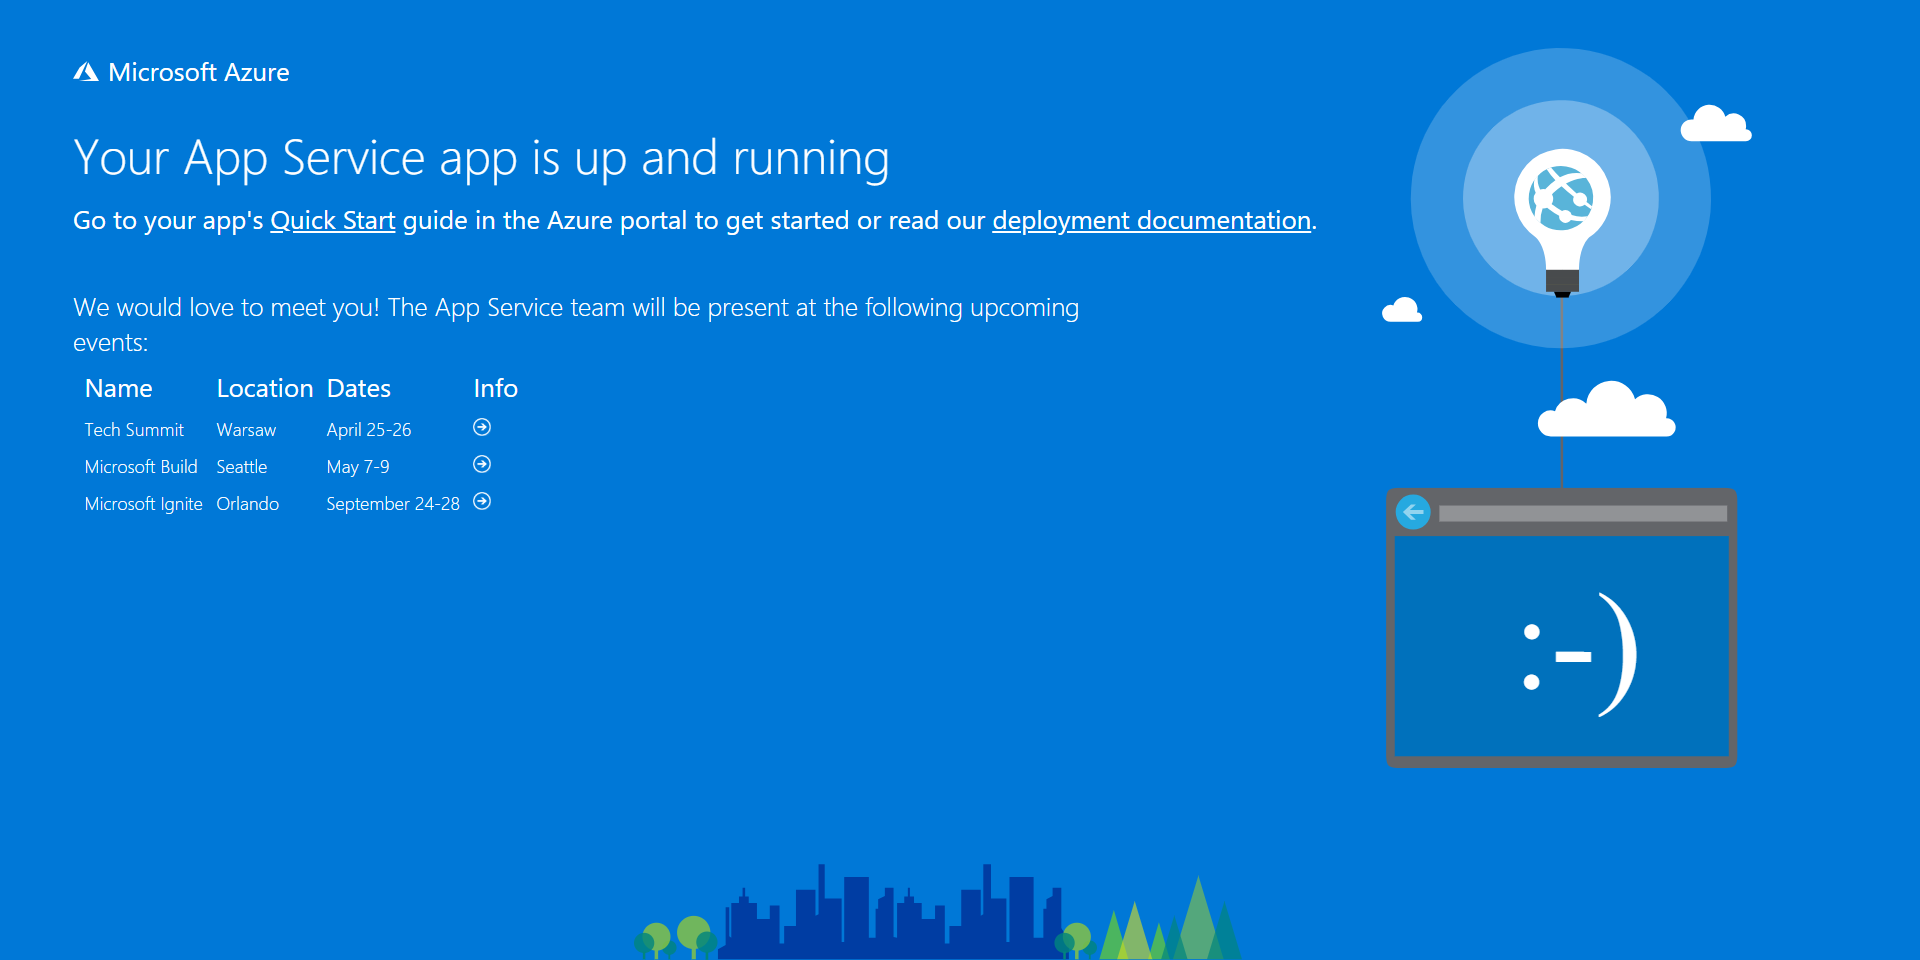 Microsoft Azure
Your App Service app is up and running
Go to your app's Quick Start guide in the Azure portal to get started or read our deployment documentation.
We would love to meet you! The App Service team will be present at the following upcoming
events:
Name Location Dates Info
Tech Summit Warsaw April 25-26
Microsoft Build Seattle May 7-9
Microsoft Ignite Orlando September 24-28
:-)